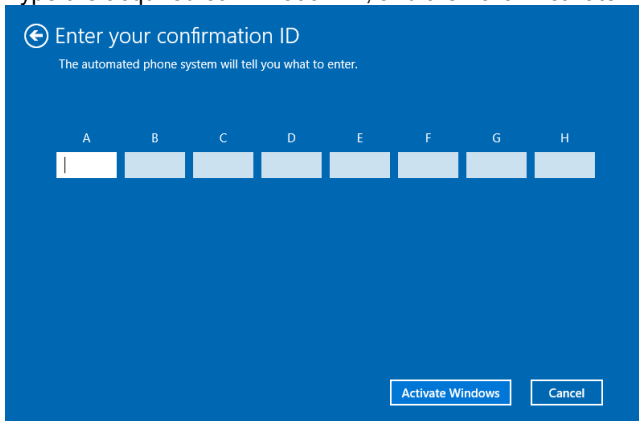 Enter your confirmation ID
The automated phone system will tell you what to enter.
A B C D E F G H
Activate Windows Cancel